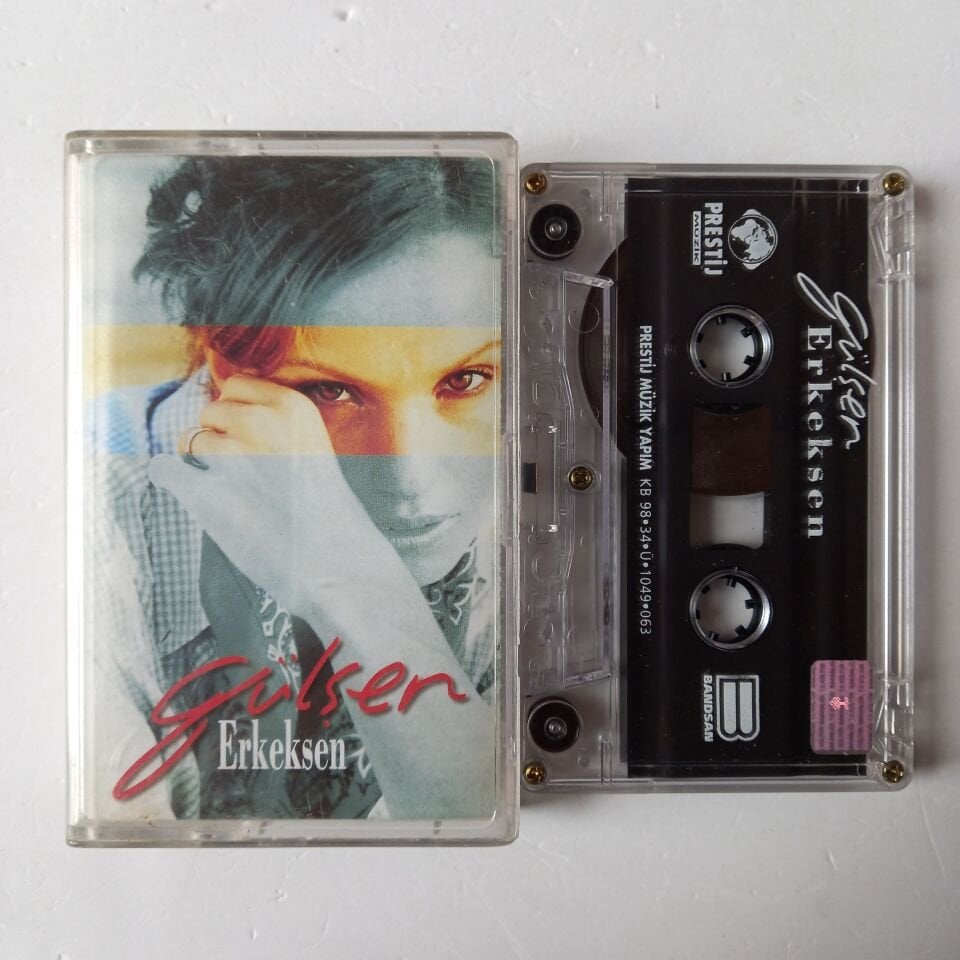 gülşen
Erkeksen
PRESTİJ
MÜZİK
gülşen
Erkeksen
PRESTİJ MÜZİK YAPIM KB 98•34•Ü•1049•063
BANDSAN